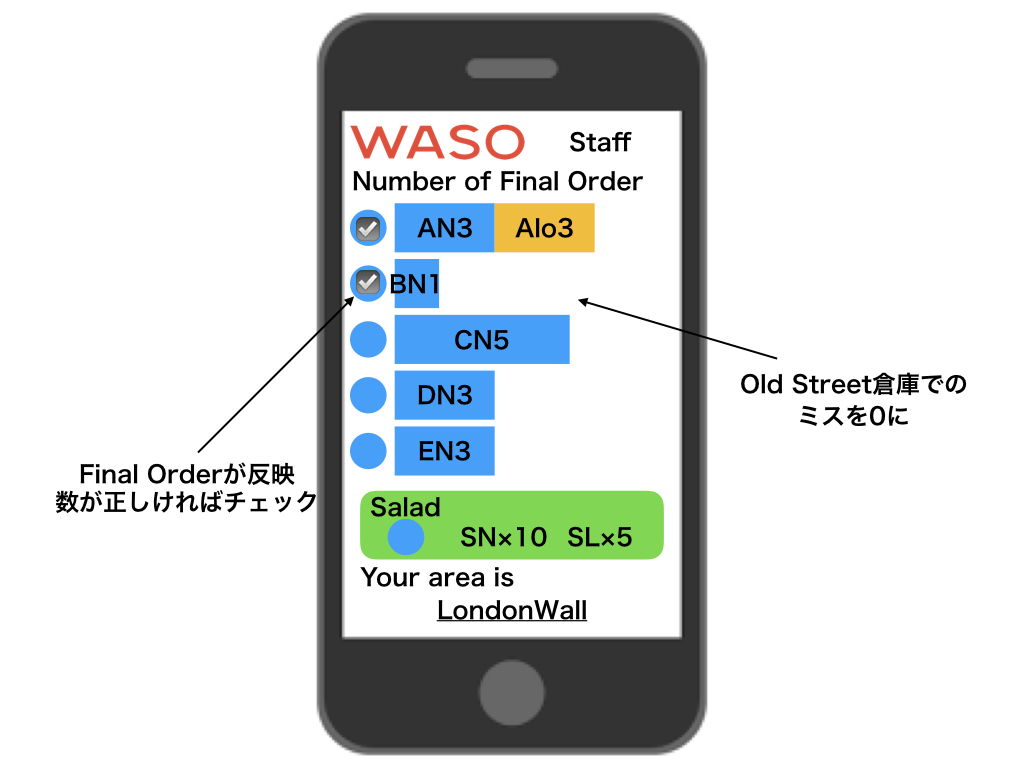 WASO Staff
Number of Final Order
AN3 Alo3
BN1
CN5
DN3
EN3
Salad
SN×10 SL×5
Your area is
LondonWall
Final Orderが反映
数が正しければチェック
Old Street倉庫での
ミスを0に